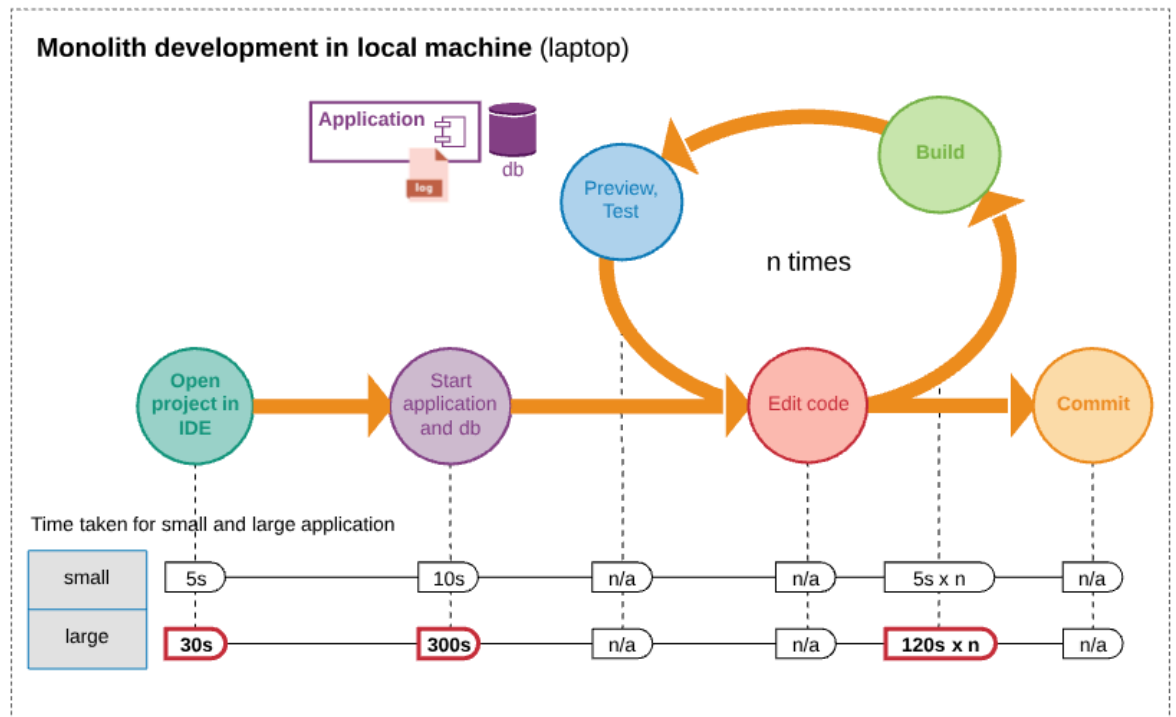 Monolith development in local machine (laptop)
Application
log
db
Preview,
Test
Build
n times
Open
project in
IDE
Start
application
and db
Edit code
Commit
Time taken for small and large application
small
5s
10s
n/a
n/a
5s x n
n/a
large
30s
300s
n/a
n/a
120s x n
n/a